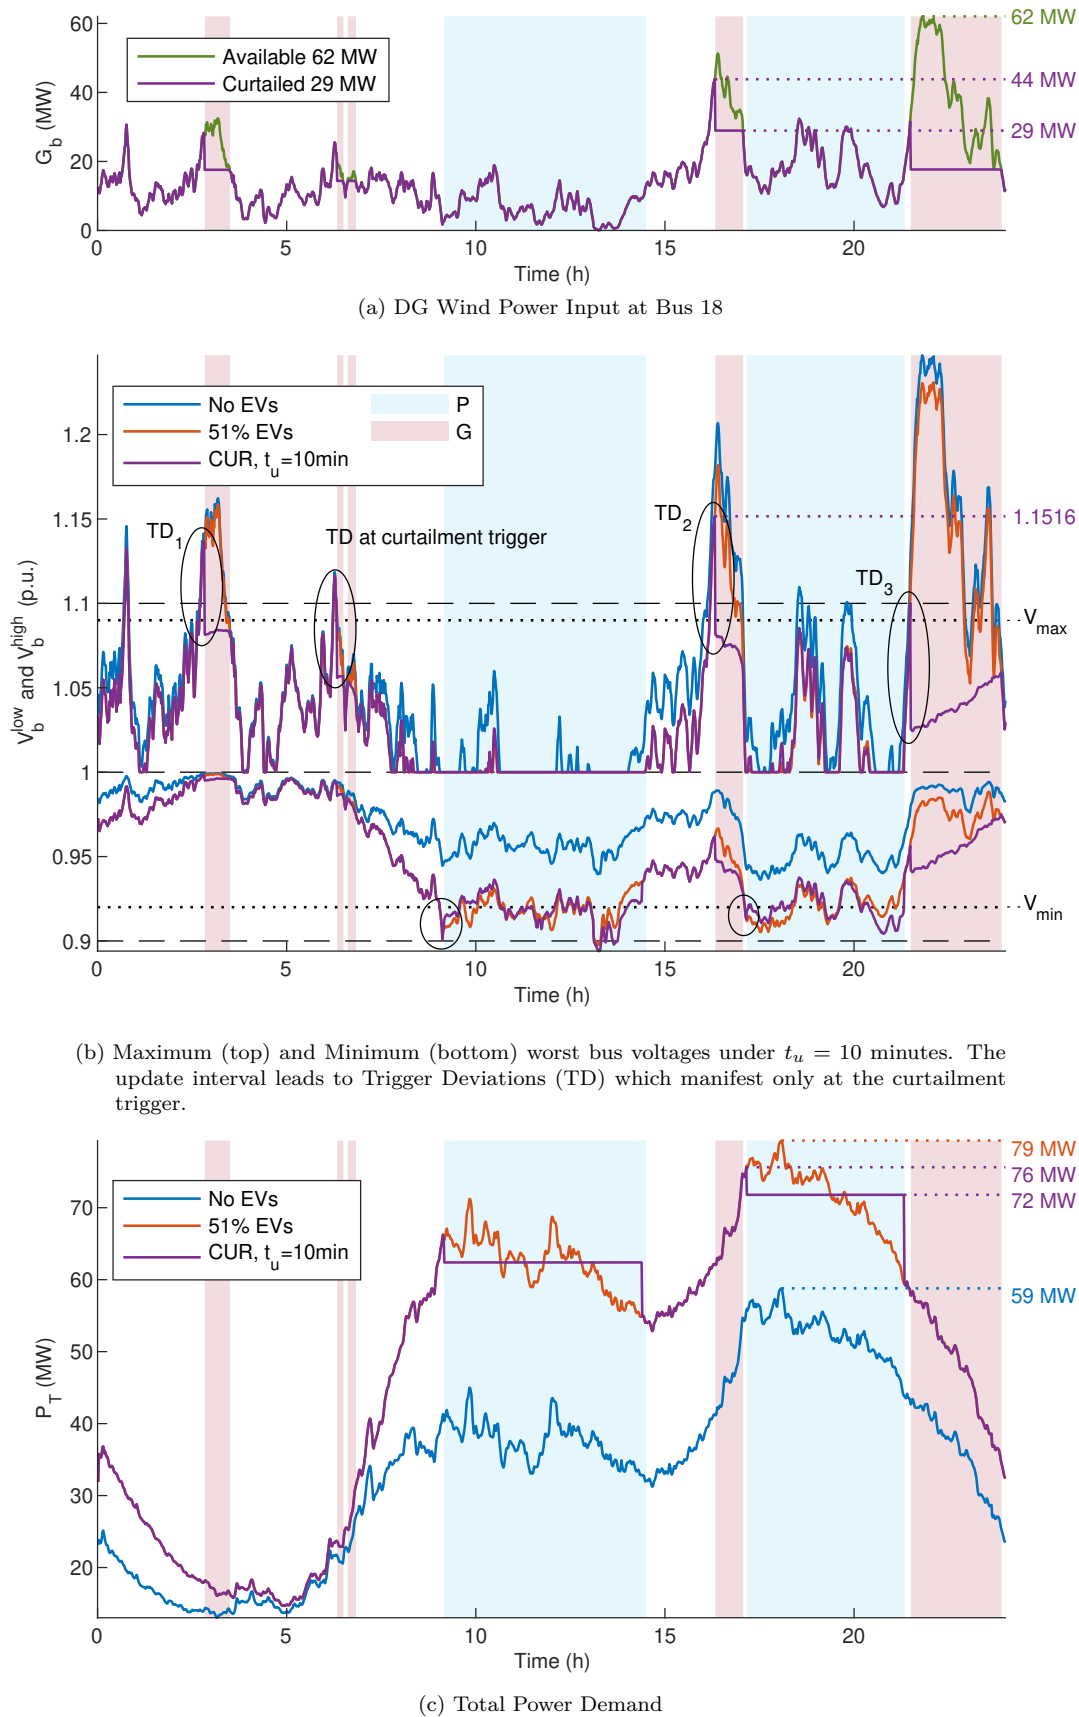 62 MW
60
Available 62 MW
Curtailed 29 MW
44 MW
40
29 MW
20
0
G_b (MW)
0 5 10 15 20
Time (h)
(a) DG Wind Power Input at Bus 18
No EVs
51% EVs
CUR, t_u=10min
P
G
1.2
1.15
1.1
1.05
1
0.95
0.9
V_b^low and V_b^high (p.u.)
TD_1
TD at curtailment trigger
TD_2
1.1516
TD_3
V_max
V_min
0 5 10 15 20
Time (h)
(b) Maximum (top) and Minimum (bottom) worst bus voltages under t_u = 10 minutes. The
update interval leads to Trigger Deviations (TD) which manifest only at the curtailment
trigger.
79 MW
76 MW
72 MW
59 MW
No EVs
51% EVs
CUR, t_u=10min
70
60
50
40
30
20
P_T (MW)
0 5 10 15 20
Time (h)
(c) Total Power Demand